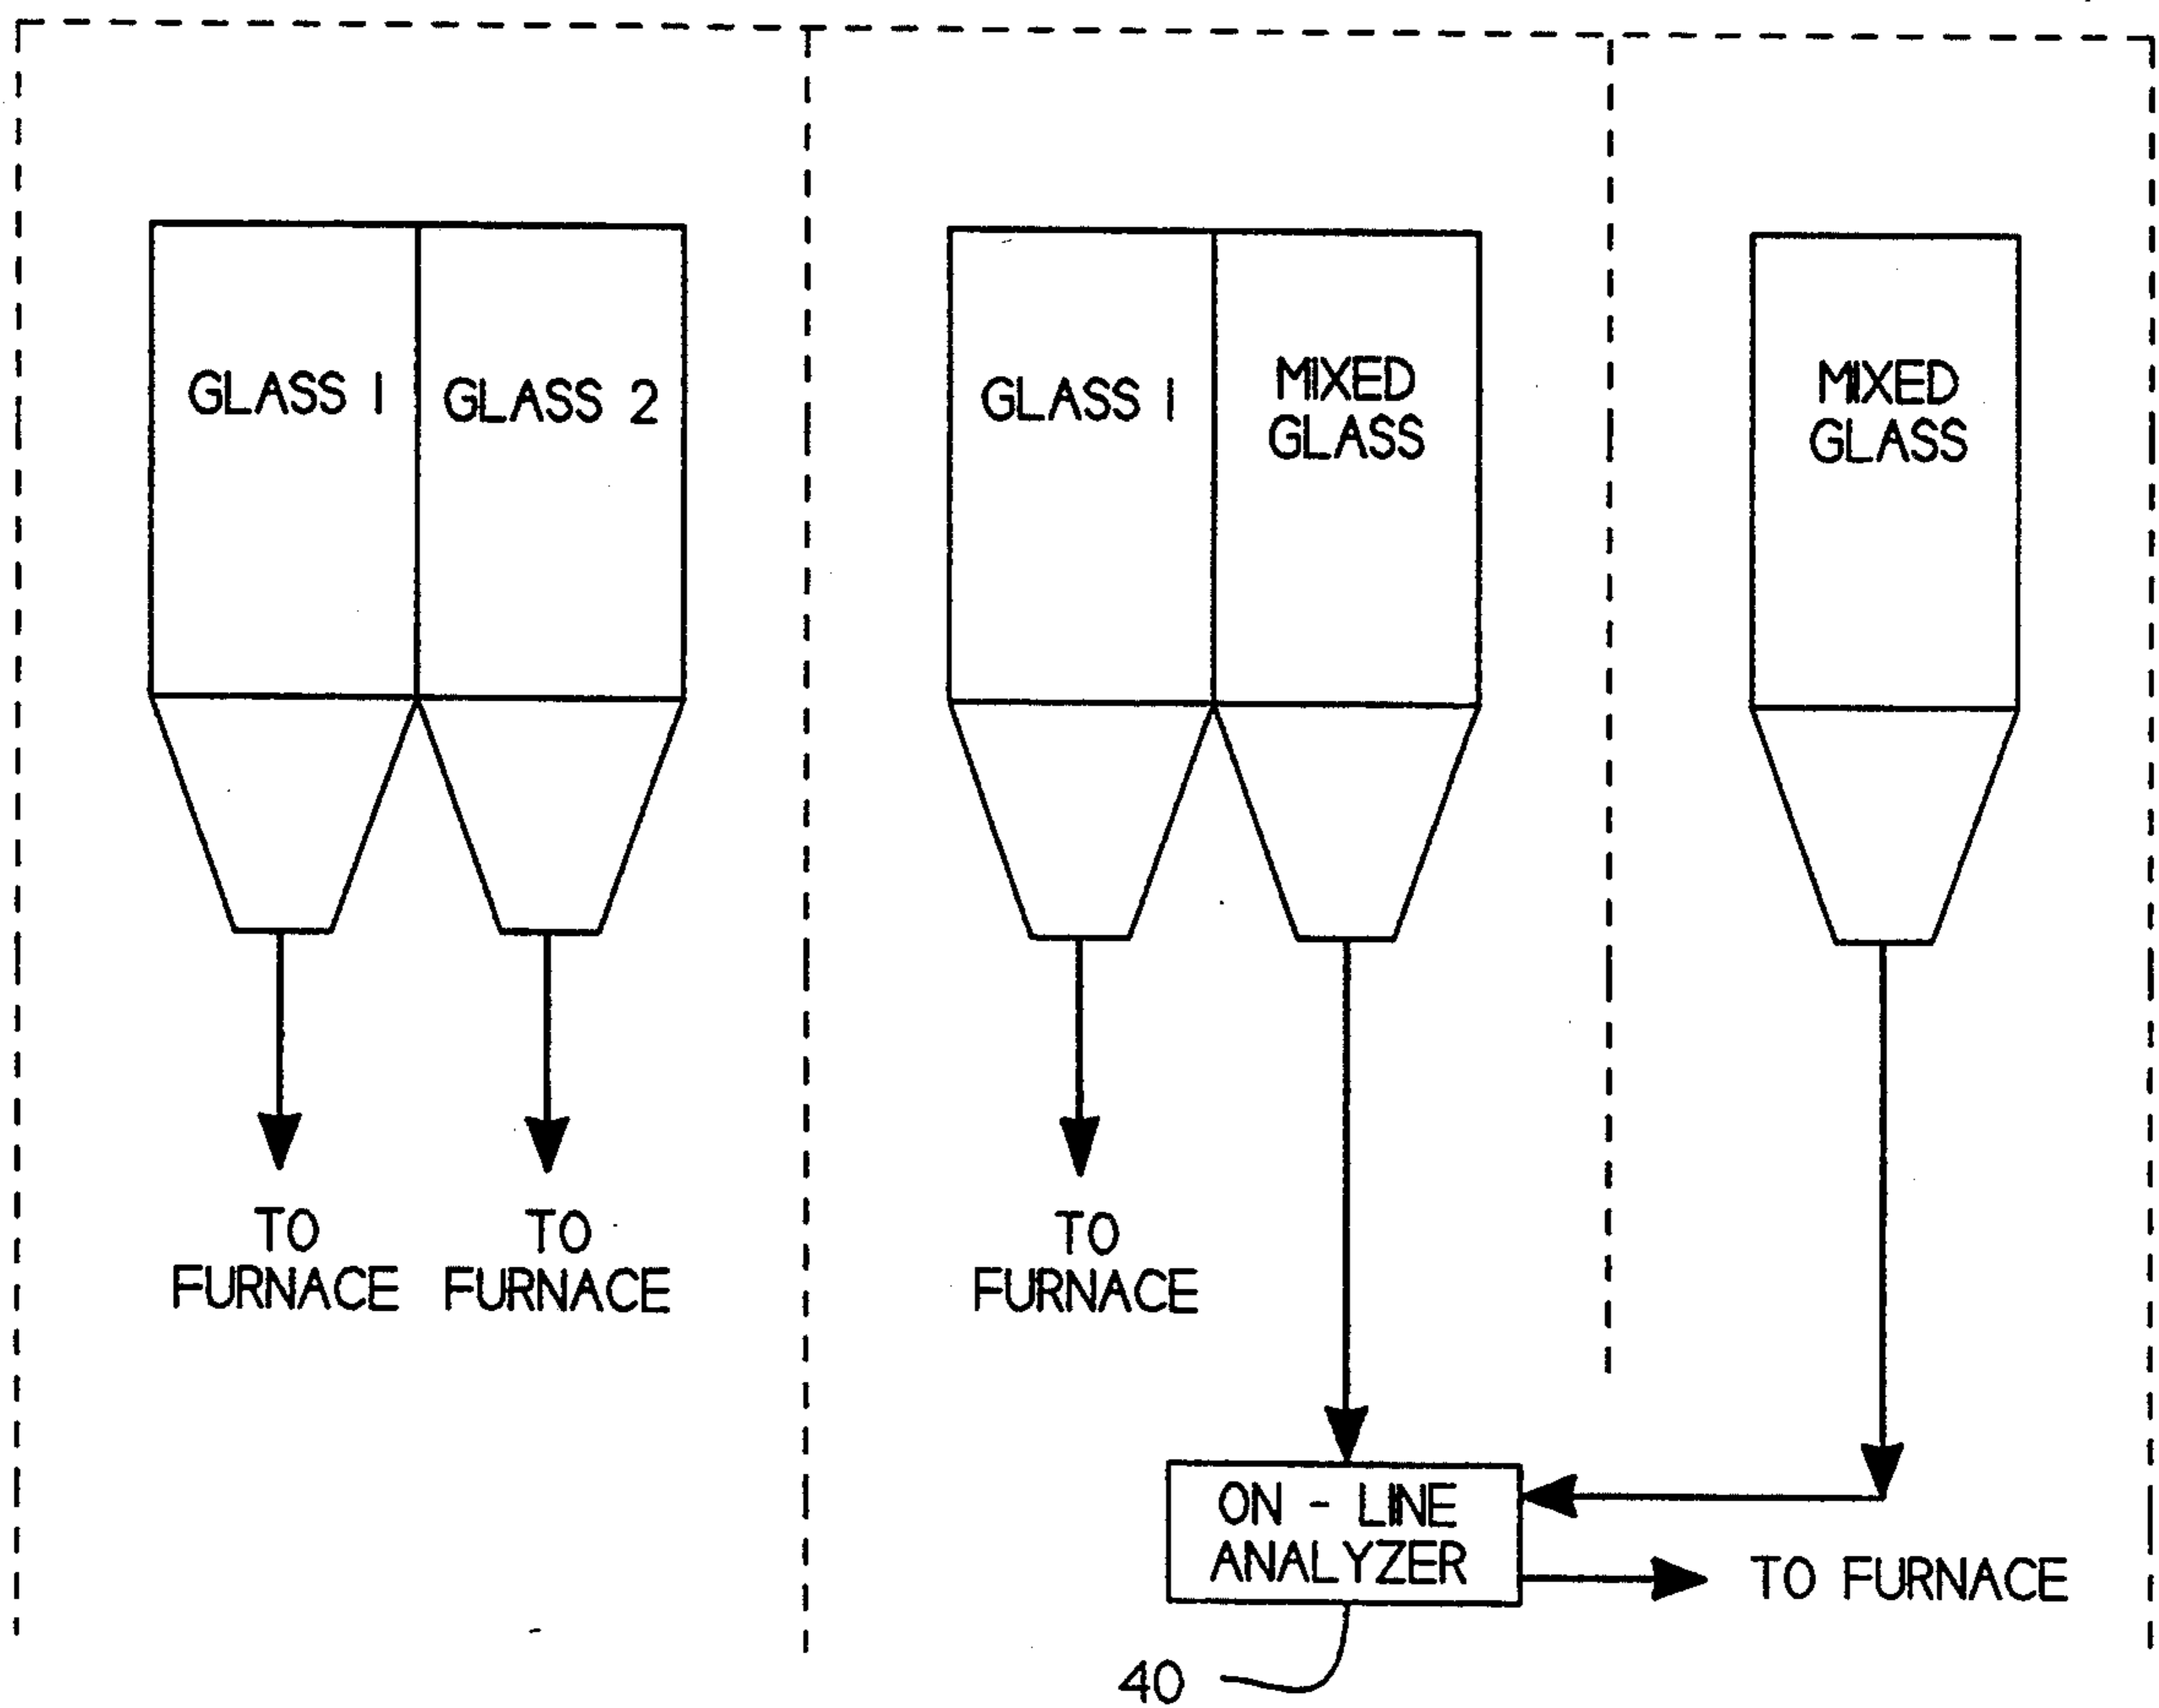 GLASS 1
GLASS 2
GLASS 1
MIXED
GLASS
MIXED
GLASS
TO
FURNACE
TO
FURNACE
TO
FURNACE
ON - LINE
ANALYZER
TO FURNACE
40